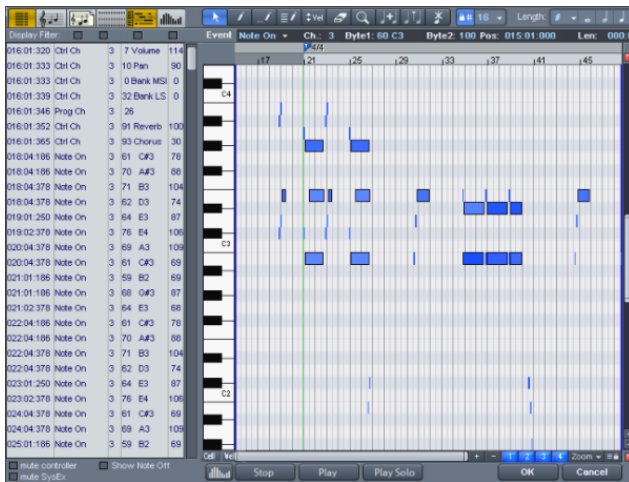 16 Length:
Display Filter: Event Note On Ch.: 3 Byte1: 60 C3 Byte2: 100 Pos: 015:01:000 Len: 000:
4/4
17 21 25 29 33 37 41 45
016:01:320 Ctrl Ch 3 7 Volume 114
016:01:333 Ctrl Ch 3 10 Pan 90
016:01:333 Ctrl Ch 3 0 Bank MSI 0
016:01:339 Ctrl Ch 3 32 Bank LS 0
016:01:346 Prog Ch 3 26
016:01:352 Ctrl Ch 3 91 Reverb 100
016:01:365 Ctrl Ch 3 93 Chorus 30
018:04:186 Note On 3 61 C#3 78
018:04:186 Note On 3 70 A#3 88
018:04:378 Note On 3 71 B3 104
018:04:378 Note On 3 62 D3 74
019:01:250 Note On 3 64 E3 87
019:02:378 Note On 3 76 E4 106
020:04:378 Note On 3 69 A3 109
020:04:378 Note On 3 61 C#3 69
021:01:186 Note On 3 59 B2 69
021:01:186 Note On 3 68 G#3 87
021:02:378 Note On 3 64 E3 68
022:04:186 Note On 3 61 C#3 78
022:04:186 Note On 3 70 A#3 88
022:04:378 Note On 3 71 B3 104
022:04:378 Note On 3 62 D3 74
023:01:250 Note On 3 64 E3 87
023:02:378 Note On 3 76 E4 106
024:04:378 Note On 3 61 C#3 69
024:04:378 Note On 3 69 A3 109
025:01:186 Note On 3 59 B2 69
C4
C3
C2
Cell Vel + - 1 2 3 4 Zoom
mute controller Show Note Off
mute SysEx
Stop Play Play Solo OK Cancel